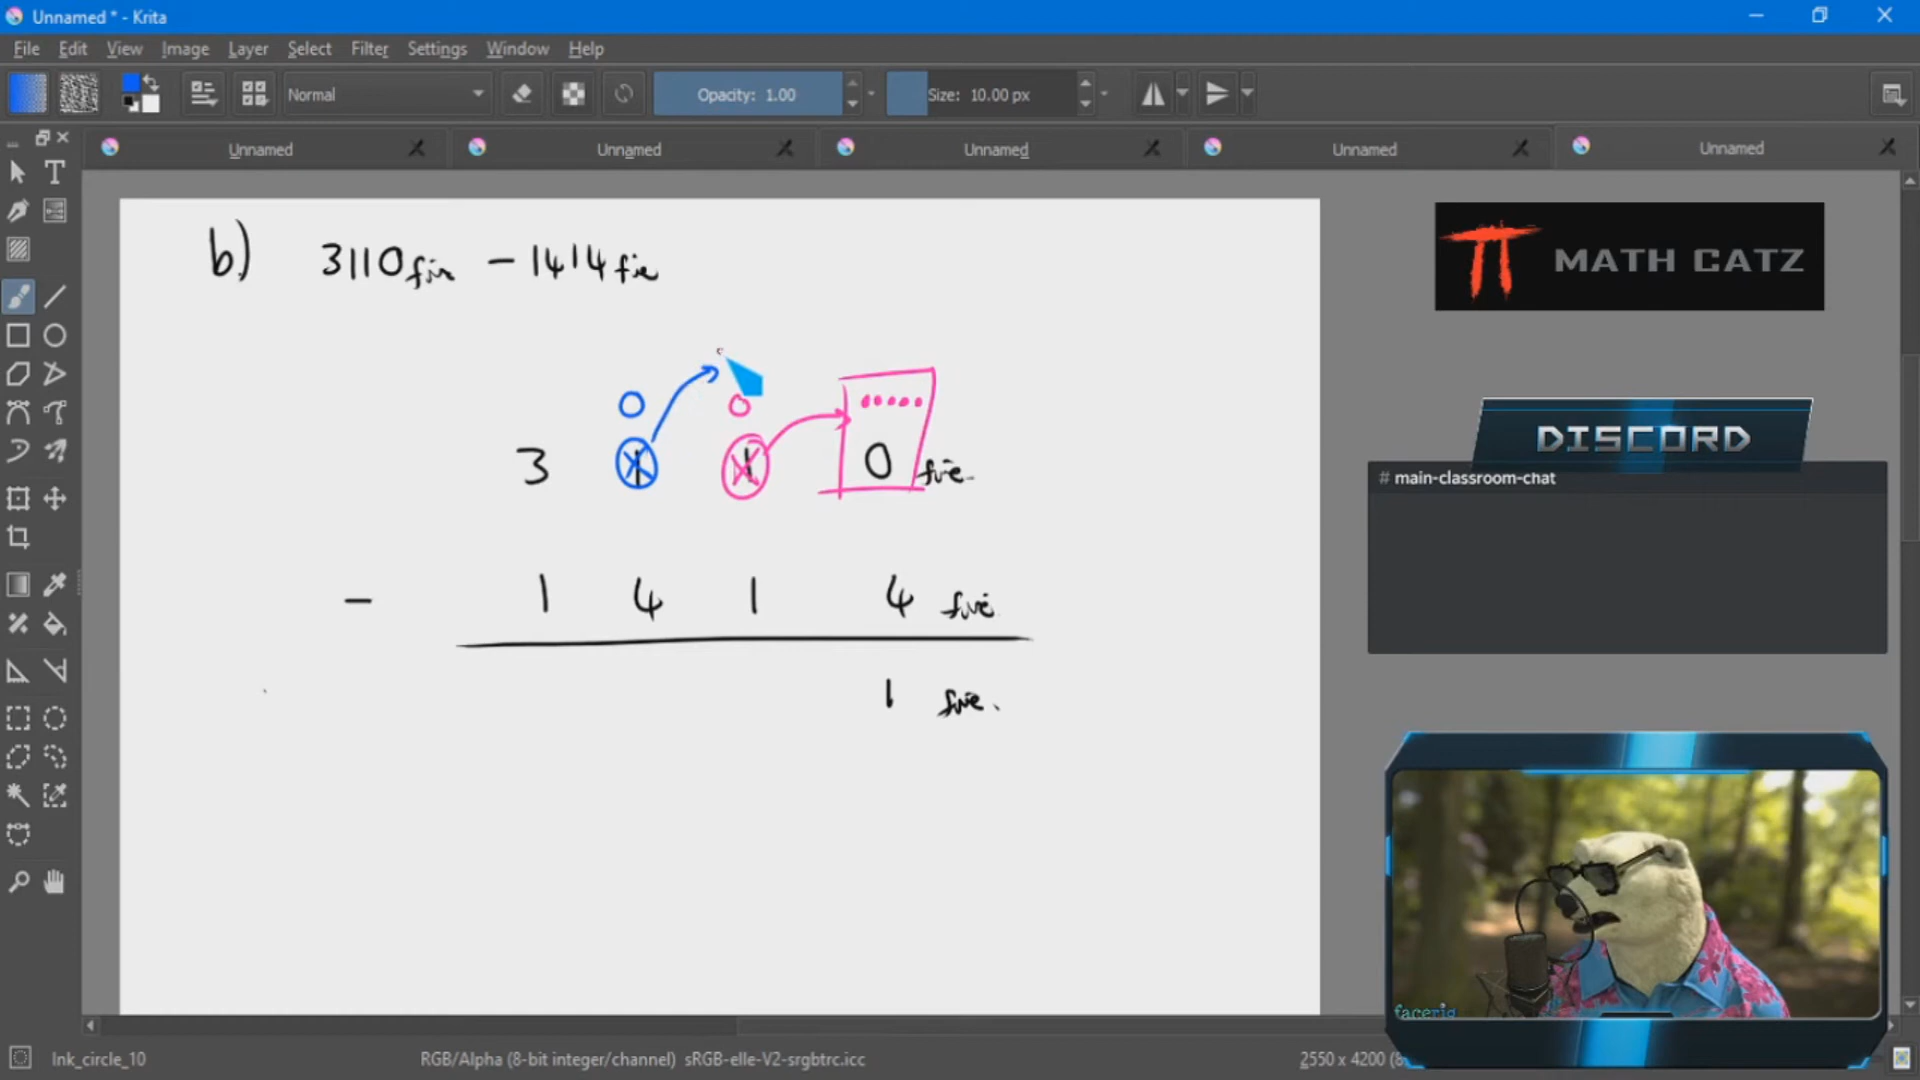 Unnamed * - Krita
File Edit View Image Layer Select Filter Settings Window Help
Normal Opacity: 1.00 Size: 10.00 px
Unnamed Unnamed Unnamed Unnamed Unnamed
b) 3110five - 1414five
0 0
3 1 1 0 five
- 1 4 1 4 five
1 five.
MATH CATZ
DISCORD
# main-classroom-chat
facerig
Ink_circle_10 RGB/Alpha (8-bit integer/channel) sRGB-elle-V2-srgbtrc.icc 2550 x 4200 (8